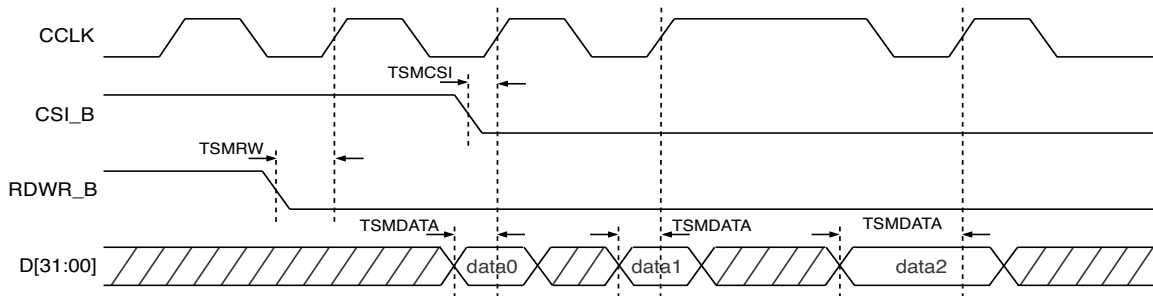 CCLK
TSMCSI
CSI_B
TSMRW
RDWR_B
TSMDATA TSMDATA TSMDATA
D[31:00] data0 data1 data2